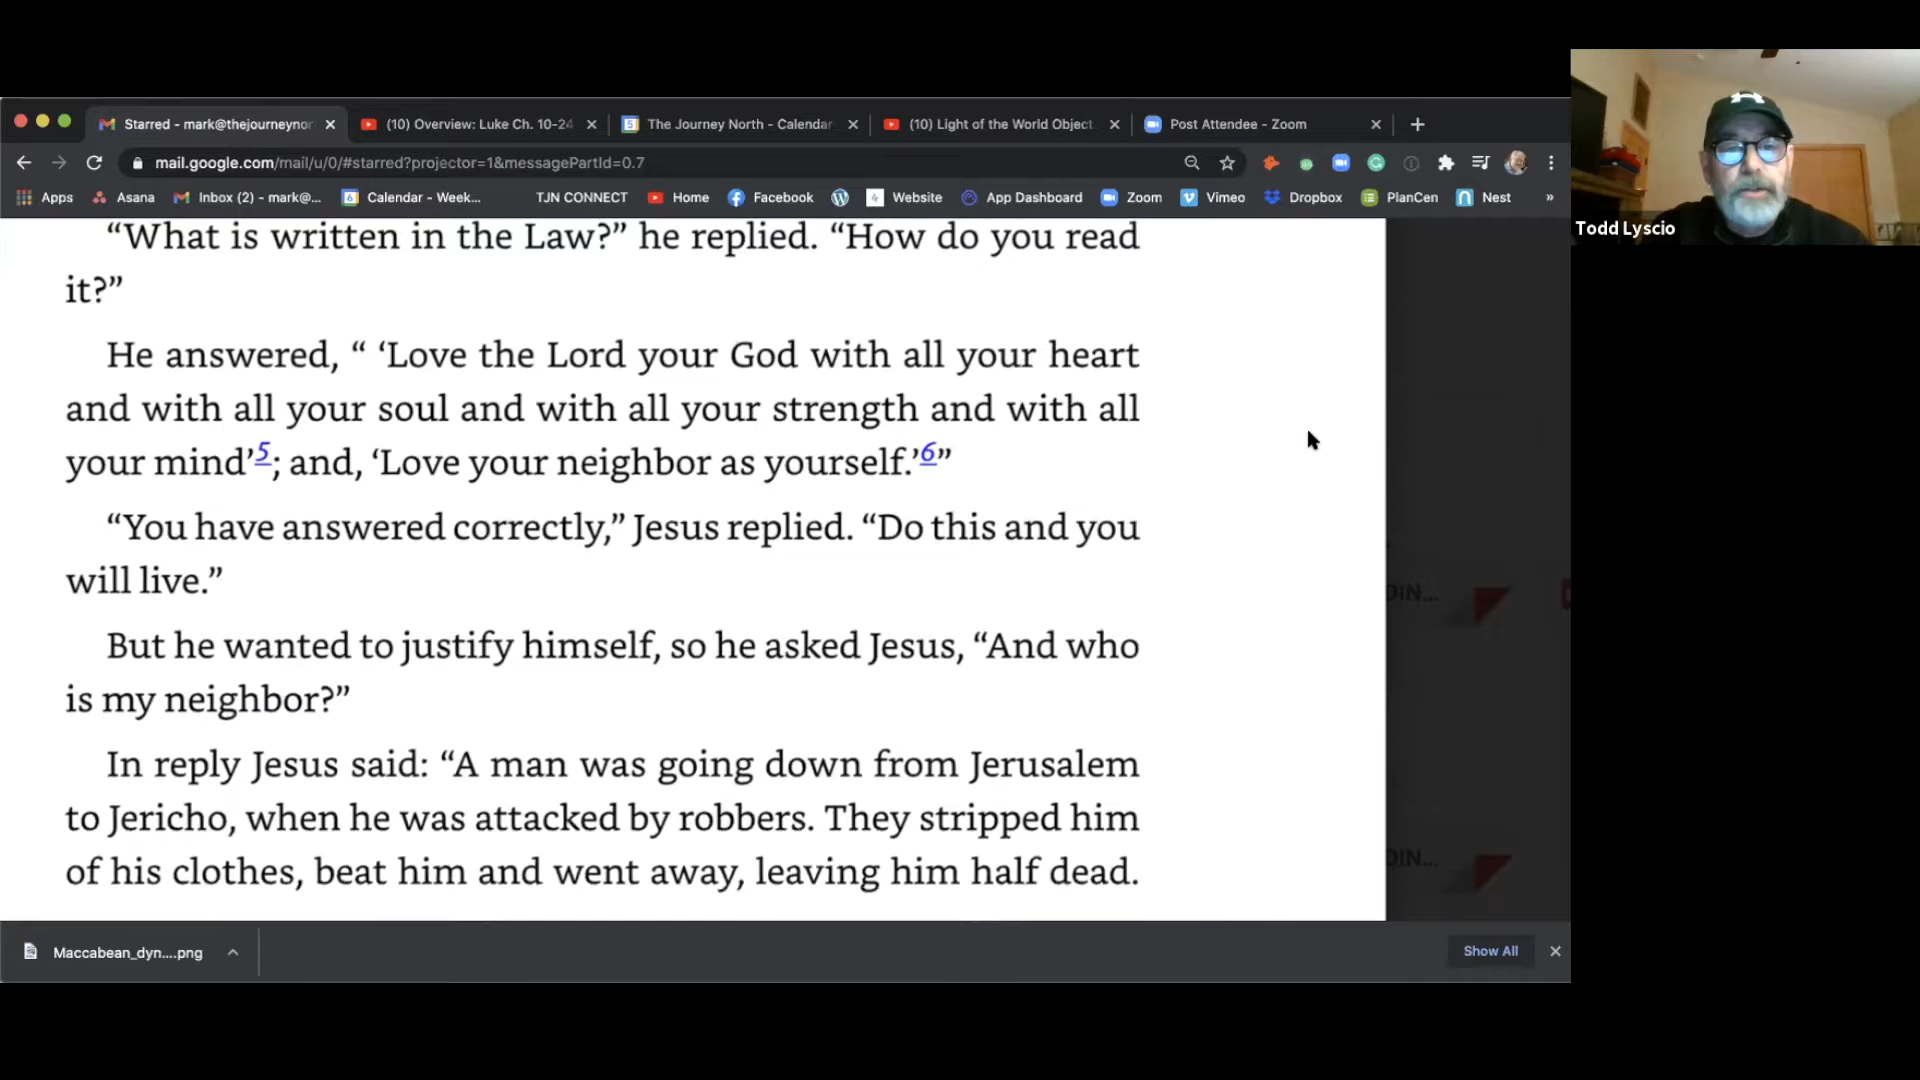 Starred - mark@thejourneynor
(10) Overview: Luke Ch. 10-24
The Journey North - Calendar
(10) Light of the World Object
Post Attendee - Zoom
mail.google.com/mail/u/0/#starred?projector=1&messagePartId=0.7
Apps
Asana
Inbox (2) - mark@...
Calendar - Week...
TJN CONNECT
Home
Facebook
Website
App Dashboard
Zoom
Vimeo
Dropbox
PlanCen
Nest
»
Todd Lyscio
“What is written in the Law?” he replied. “How do you read
it?”
He answered, “ ‘Love the Lord your God with all your heart
and with all your soul and with all your strength and with all
your mind’5; and, ‘Love your neighbor as yourself.’6”
“You have answered correctly,” Jesus replied. “Do this and you
will live.”
But he wanted to justify himself, so he asked Jesus, “And who
is my neighbor?”
In reply Jesus said: “A man was going down from Jerusalem
to Jericho, when he was attacked by robbers. They stripped him
of his clothes, beat him and went away, leaving him half dead.
DIN...
DIN...
Maccabean_dyn....png
Show All